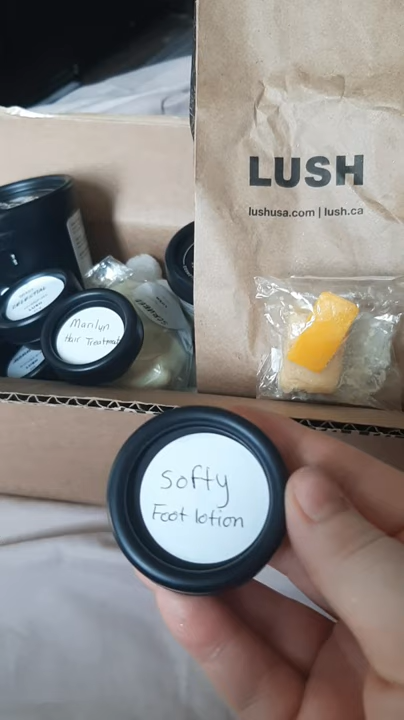 LUSH
lushusa.com | lush.ca
Marilyn
Hair Treatment
Softy
Foot lotion